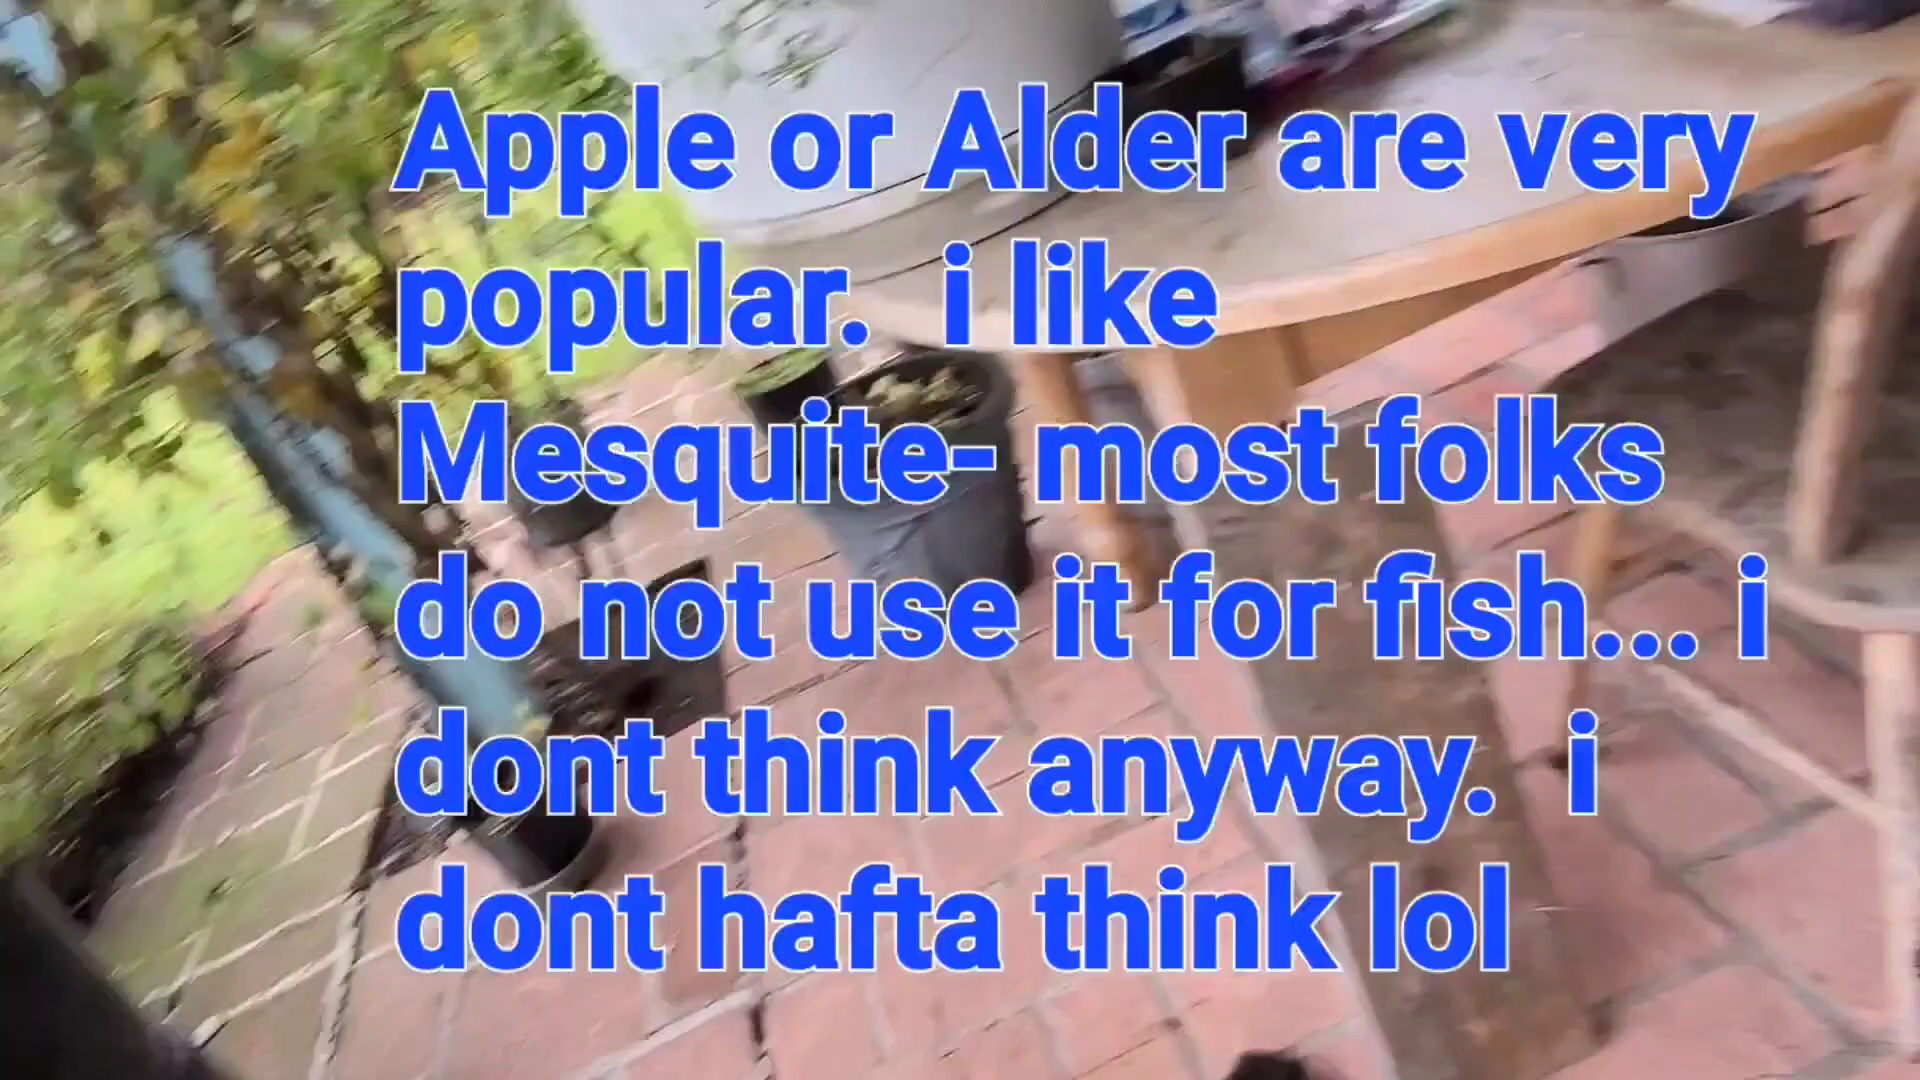 Apple or Alder are very
popular.  i like
Mesquite- most folks
do not use it for fish... i
dont think anyway.  i
dont hafta think lol